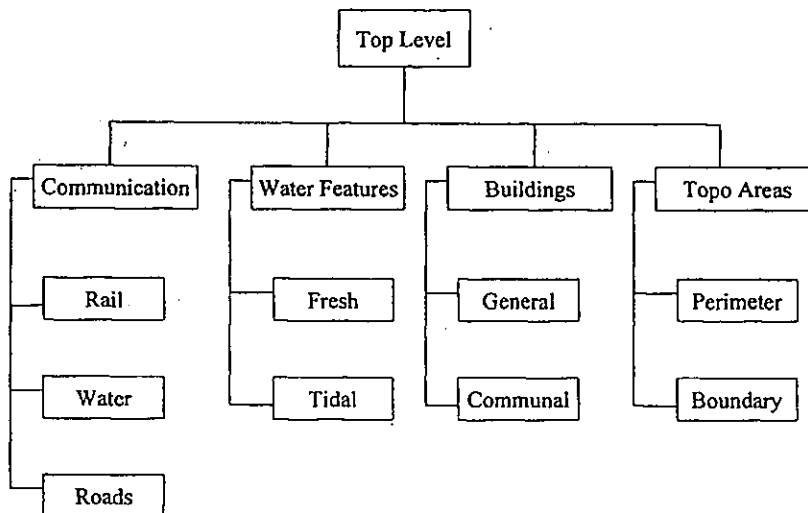 Top Level
Communication
Water Features
Buildings
Topo Areas
Rail
Fresh
General
Perimeter
Water
Tidal
Communal
Boundary
Roads